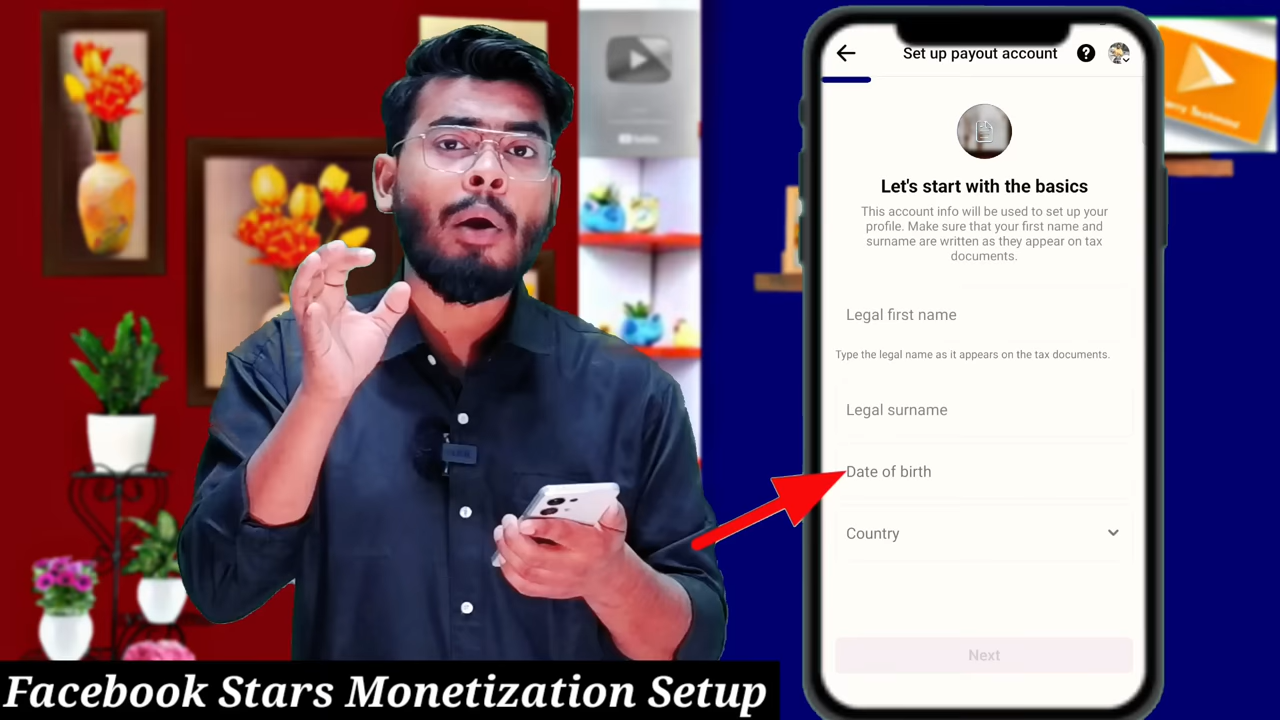 Set up payout account
Let's start with the basics
This account info will be used to set up your
profile. Make sure that your first name and
surname are written as they appear on tax
documents.
Legal first name
Type the legal name as it appears on the tax documents.
Legal surname
Date of birth
Country
Next
Facebook Stars Monetization Setup